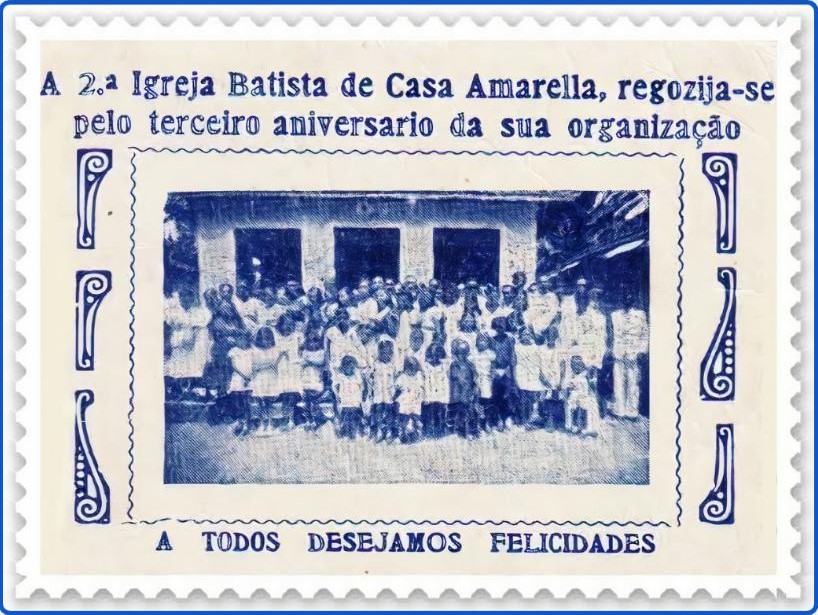 A 2.ª Igreja Batista de Casa Amarella, regozija-se
pelo terceiro aniversario da sua organização
A TODOS DESEJAMOS FELICIDADES